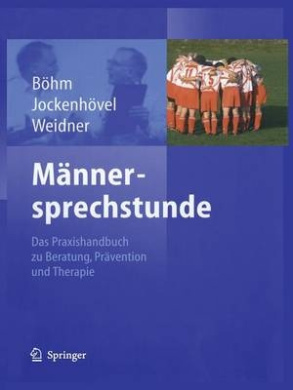 Böhm
Jockenhövel
Weidner
Männer-
sprechstunde
Das Praxishandbuch
zu Beratung, Prävention
und Therapie
Springer